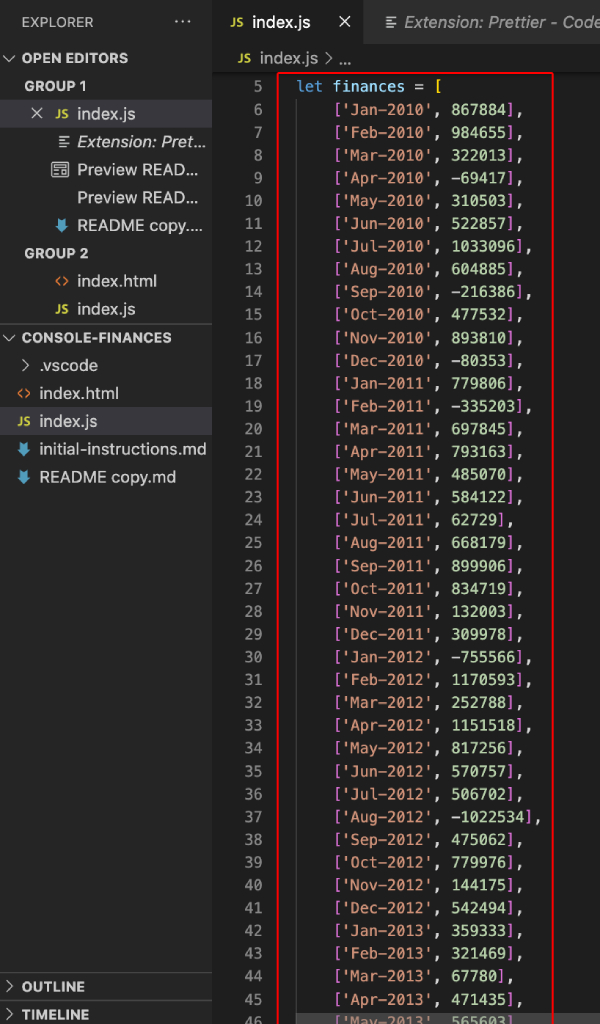 EXPLORER ...
OPEN EDITORS
GROUP 1
JS index.js
Extension: Pret...
Preview READ...
Preview READ...
README copy....
GROUP 2
<> index.html
JS index.js
CONSOLE-FINANCES
> .vscode
<> index.html
JS index.js
initial-instructions.md
README copy.md
OUTLINE
TIMELINE
JS index.js × Extension: Prettier - Code
JS index.js > ...
5 let finances = [
6 ['Jan-2010', 867884],
7 ['Feb-2010', 984655],
8 ['Mar-2010', 322013],
9 ['Apr-2010', -69417],
10 ['May-2010', 310503],
11 ['Jun-2010', 522857],
12 ['Jul-2010', 1033096],
13 ['Aug-2010', 604885],
14 ['Sep-2010', -216386],
15 ['Oct-2010', 477532],
16 ['Nov-2010', 893810],
17 ['Dec-2010', -80353],
18 ['Jan-2011', 779806],
19 ['Feb-2011', -335203],
20 ['Mar-2011', 697845],
21 ['Apr-2011', 793163],
22 ['May-2011', 485070],
23 ['Jun-2011', 584122],
24 ['Jul-2011', 62729],
25 ['Aug-2011', 668179],
26 ['Sep-2011', 899906],
27 ['Oct-2011', 834719],
28 ['Nov-2011', 132003],
29 ['Dec-2011', 309978],
30 ['Jan-2012', -755566],
31 ['Feb-2012', 1170593],
32 ['Mar-2012', 252788],
33 ['Apr-2012', 1151518],
34 ['May-2012', 817256],
35 ['Jun-2012', 570757],
36 ['Jul-2012', 506702],
37 ['Aug-2012', -1022534],
38 ['Sep-2012', 475062],
39 ['Oct-2012', 779976],
40 ['Nov-2012', 144175],
41 ['Dec-2012', 542494],
42 ['Jan-2013', 359333],
43 ['Feb-2013', 321469],
44 ['Mar-2013', 67780],
45 ['Apr-2013', 471435],
46 ['May-2013', 565603],